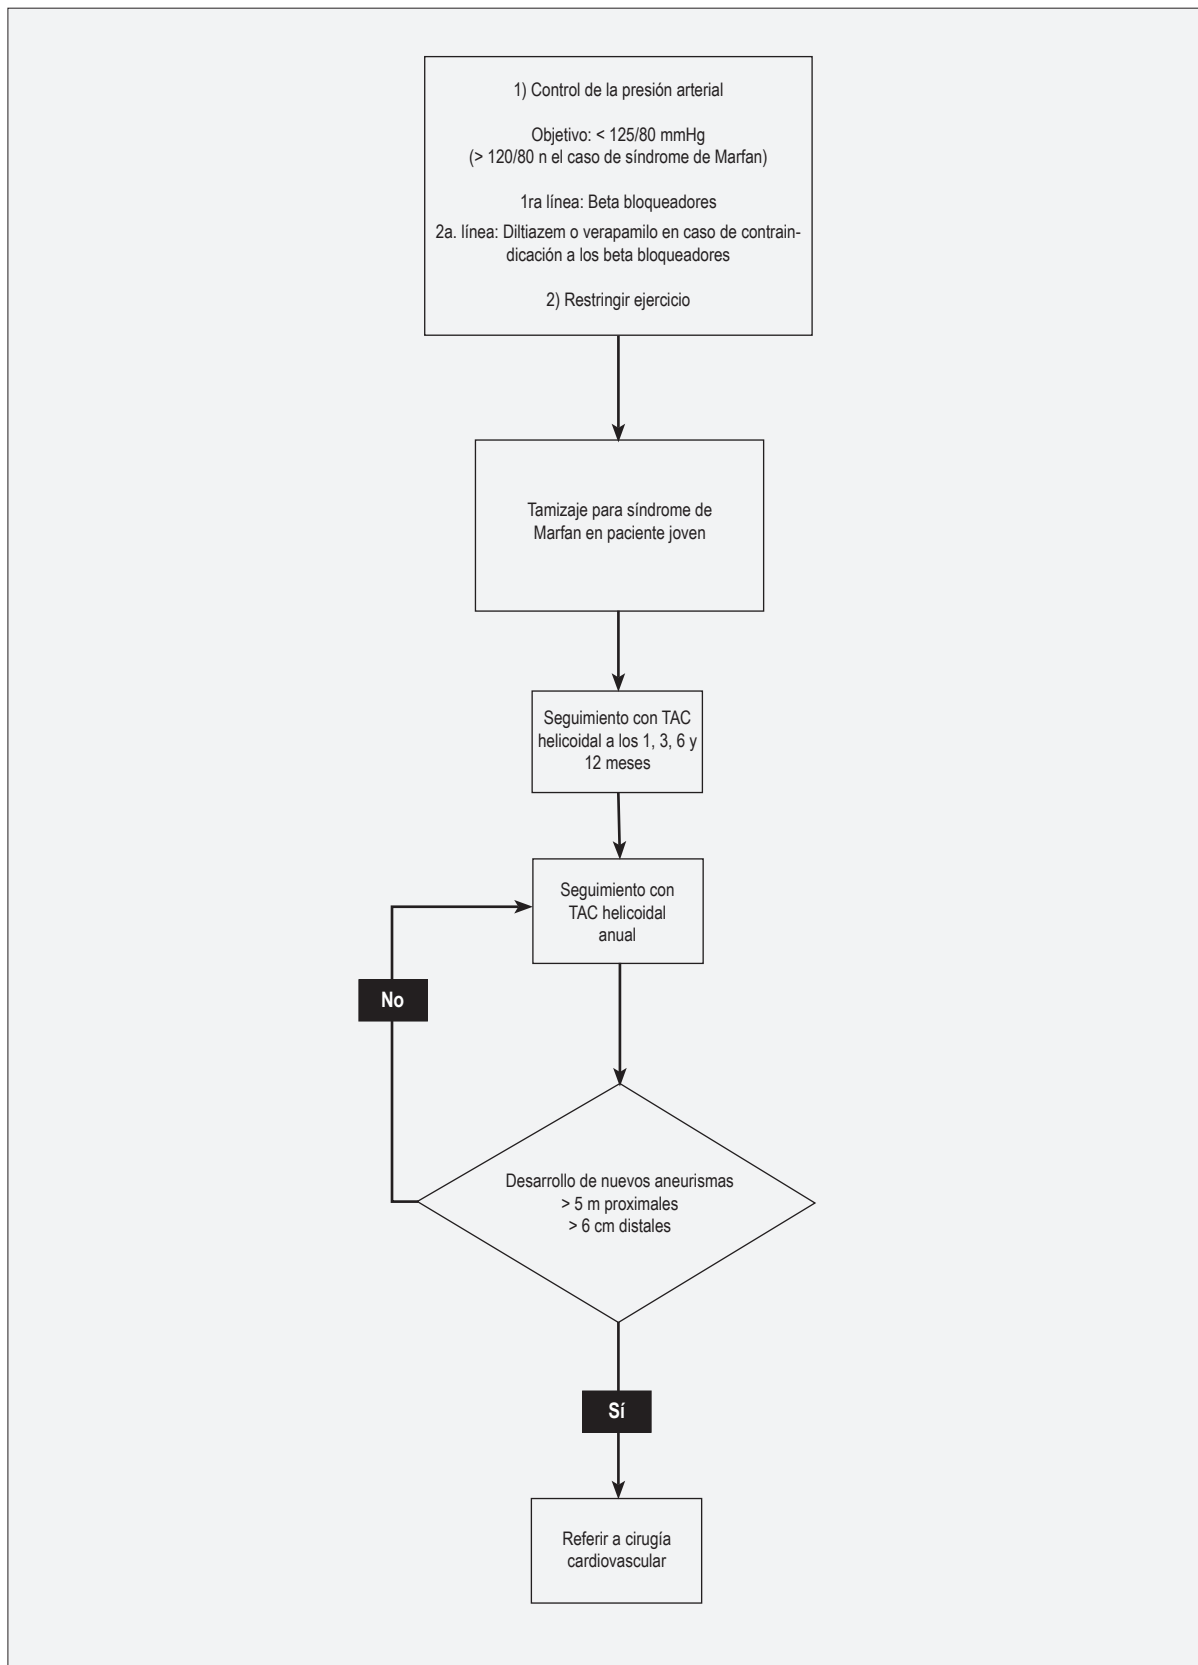 1) Control de la presión arterial
Objetivo: < 125/80 mmHg
(> 120/80 n el caso de síndrome de Marfan)
1ra línea: Beta bloqueadores
2a. línea: Diltiazem o verapamilo en caso de contrain-
dicación a los beta bloqueadores
2) Restringir ejercicio
Tamizaje para síndrome de
Marfan en paciente joven
Seguimiento con TAC
helicoidal a los 1, 3, 6 y
12 meses
Seguimiento con
TAC helicoidal
anual
No
Desarrollo de nuevos aneurismas
> 5 m proximales
> 6 cm distales
Sí
Referir a cirugía
cardiovascular